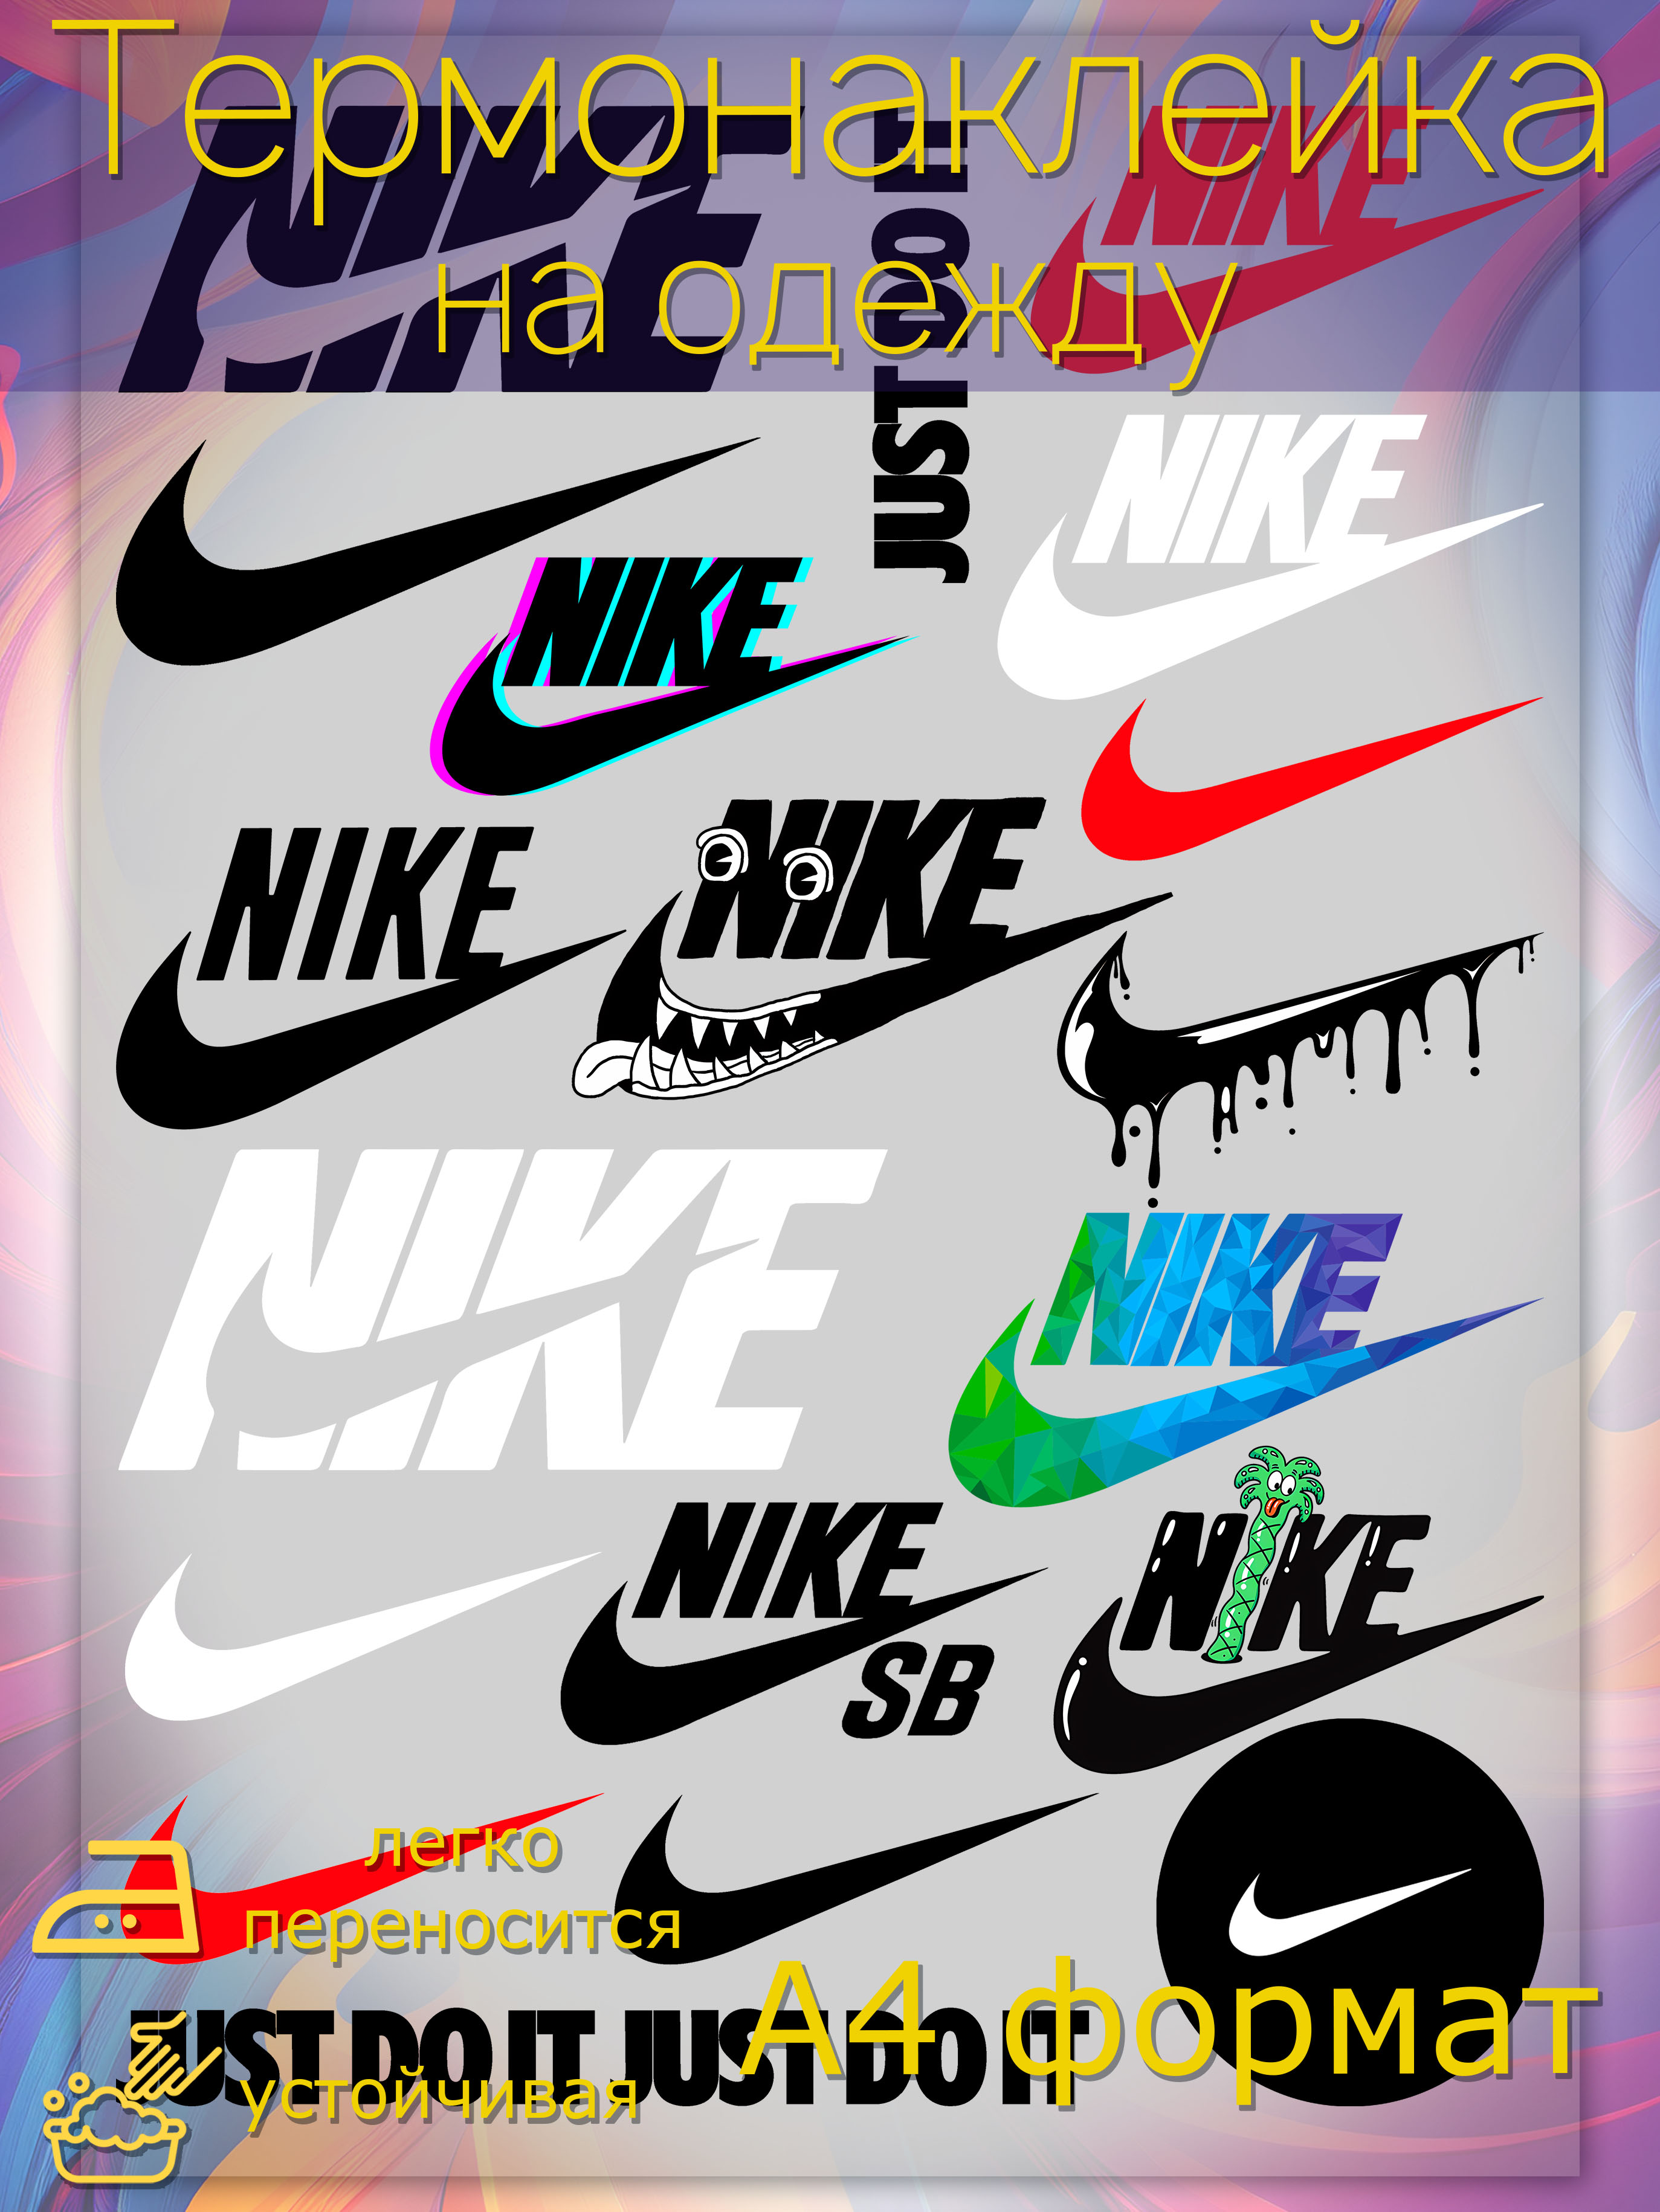 Термонаклейка
на одежду
NIKE
JUST DO IT
NIKE
NIKE
NIKE
NIKE
NIKE
NIKE
NIKE
NIKE
SB
NIKE
легко
переносится
А4 формат
JUST DO IT JUST DO IT
устойчивая